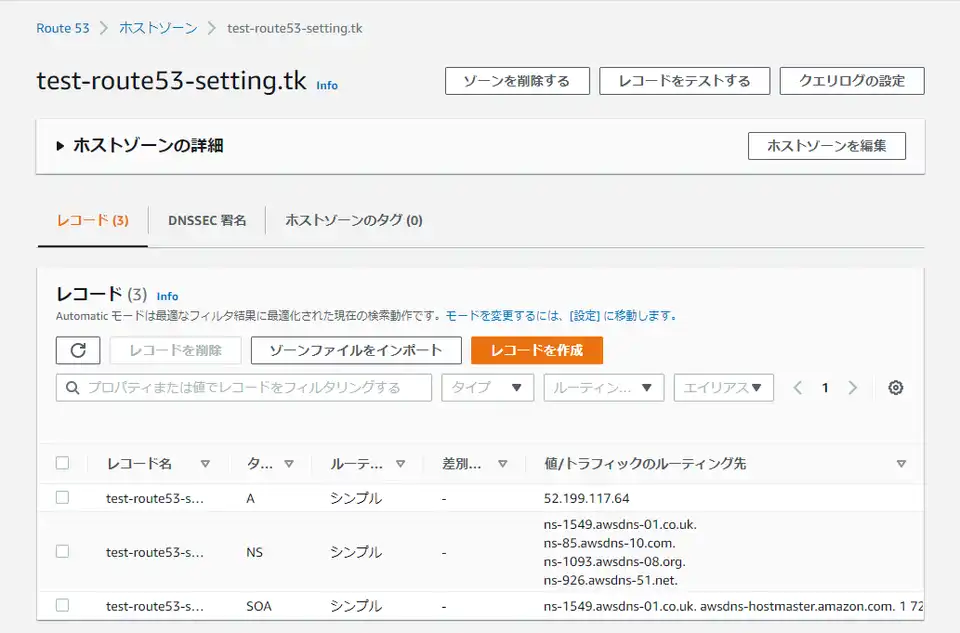 Route 53 > ホストゾーン > test-route53-setting.tk
test-route53-setting.tk Info ゾーンを削除する レコードをテストする クエリログの設定
ホストゾーンの詳細 ホストゾーンを編集
レコード (3) DNSSEC 署名 ホストゾーンのタグ (0)
レコード (3) Info
Automatic モードは最適なフィルタ結果に最適化された現在の検索動作です。モードを変更するには、[設定] に移動します。
レコードを削除 ゾーンファイルをインポート レコードを作成
プロパティまたは値でレコードをフィルタリングする タイプ ルーティン... エイリアス 1
レコード名 タ... ルーテ... 差別... 値/トラフィックのルーティング先
test-route53-s... A シンプル - 52.199.117.64
ns-1549.awsdns-01.co.uk.
test-route53-s... NS シンプル - ns-85.awsdns-10.com.
ns-1093.awsdns-08.org.
ns-926.awsdns-51.net.
test-route53-s... SOA シンプル - ns-1549.awsdns-01.co.uk. awsdns-hostmaster.amazon.com. 1 72